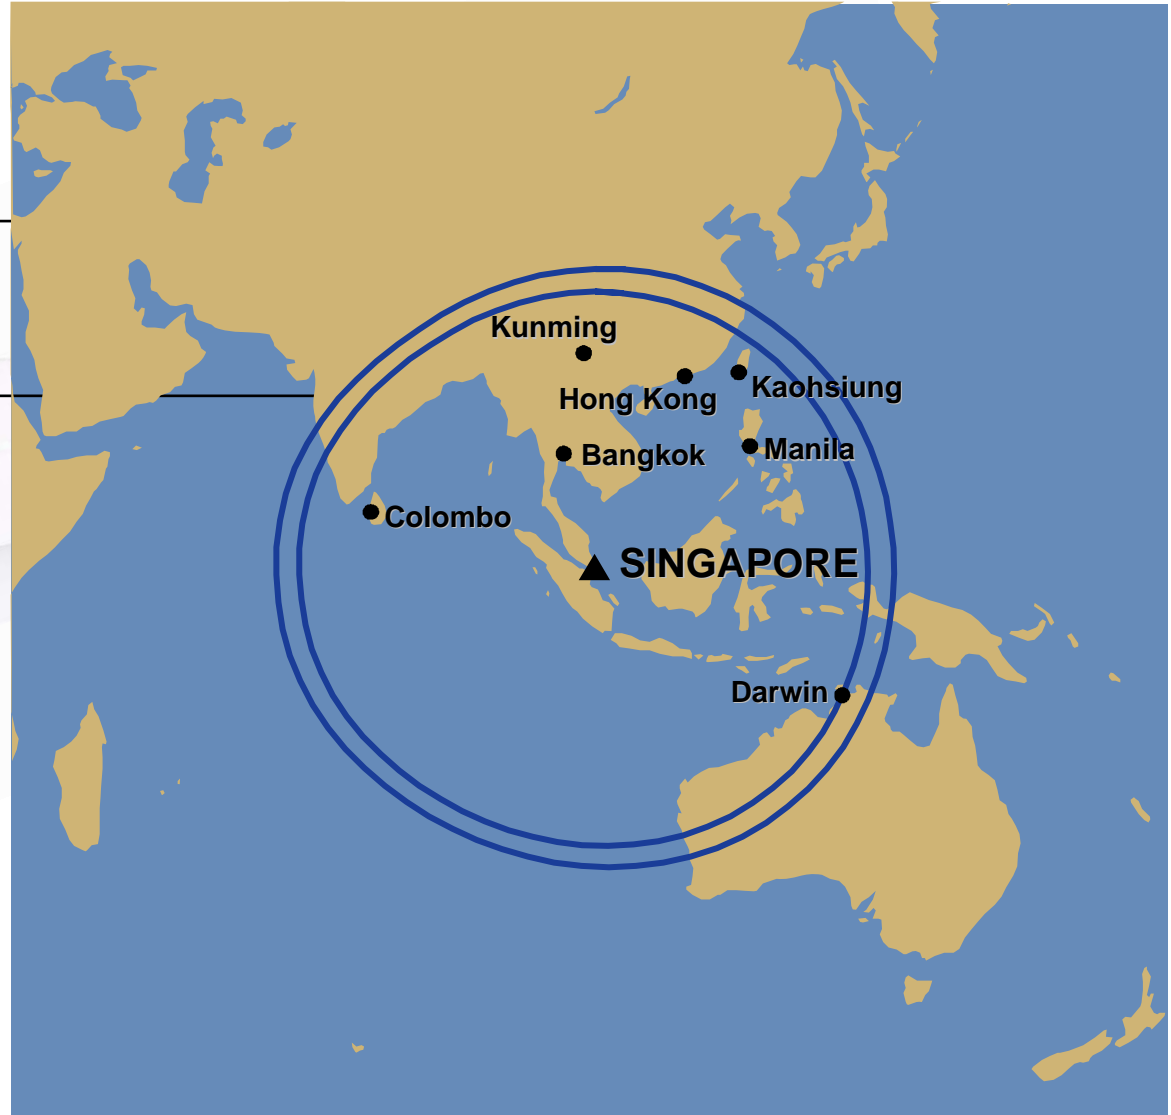 Kunming
Kaohsiung
Hong Kong
Manila
Bangkok
Colombo
SINGAPORE
Darwin